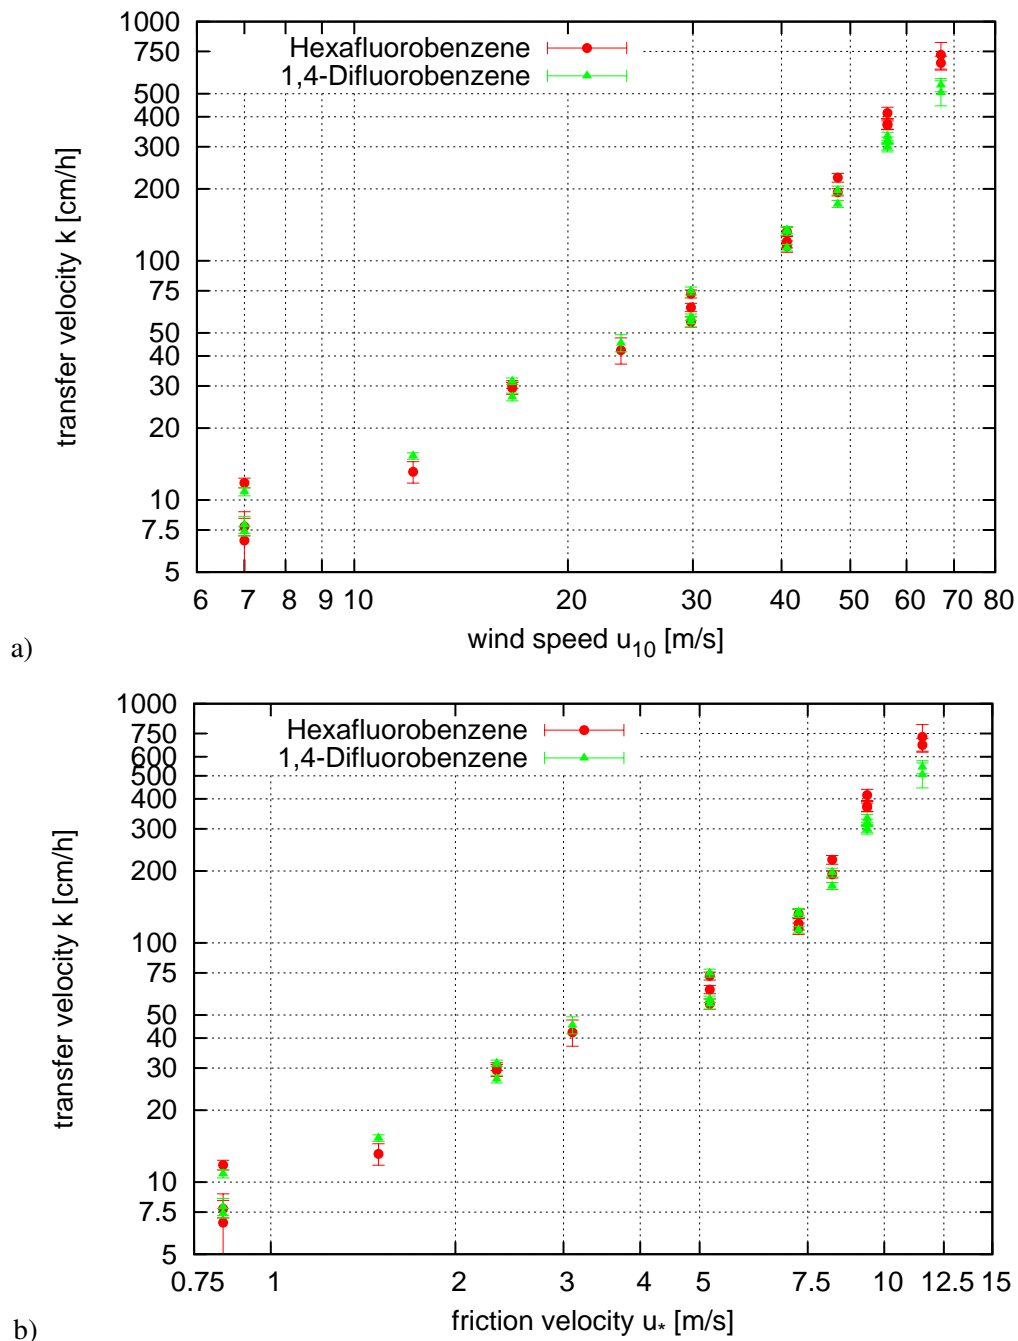 a)
Hexafluorobenzene
1,4-Difluorobenzene
transfer velocity k [cm/h]
1000
750
500
400
300
200
100
75
50
40
30
20
10
7.5
5
6 7 8 9 10 20 30 40 50 60 70 80
wind speed u10 [m/s]
b)
Hexafluorobenzene
1,4-Difluorobenzene
transfer velocity k [cm/h]
1000
750
600
500
400
300
200
100
75
50
40
30
20
10
7.5
5
0.75 1 2 3 5 7.5 10 12.5 15
friction velocity u* [m/s]